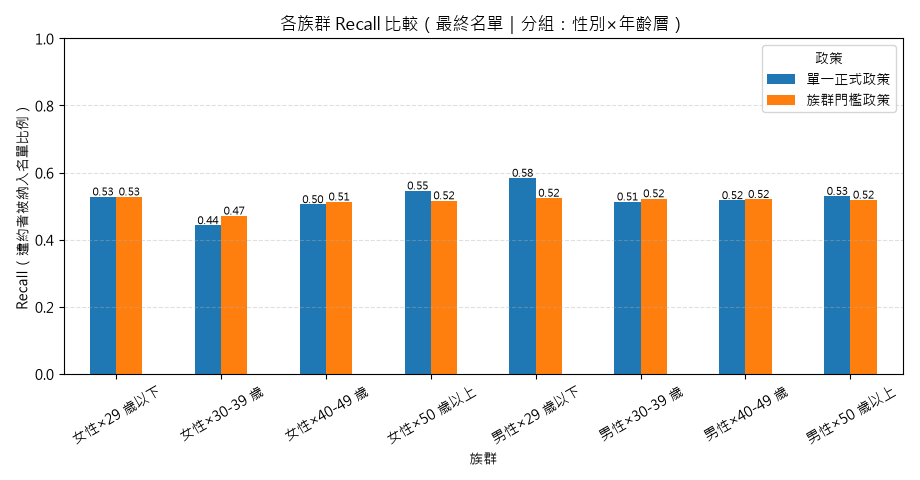 各族群 Recall 比較（最終名單｜分組：性別×年齡層）
Recall（違約者被納入名單比例）
1.0
0.8
0.6
0.4
0.2
0.0
政策
單一正式政策
族群門檻政策
0.53 0.53
0.44 0.47
0.50 0.51
0.55 0.52
0.58 0.52
0.51 0.52
0.52 0.52
0.53 0.52
女性×29 歲以下
女性×30-39 歲
女性×40-49 歲
女性×50 歲以上
男性×29 歲以下
男性×30-39 歲
男性×40-49 歲
男性×50 歲以上
族群